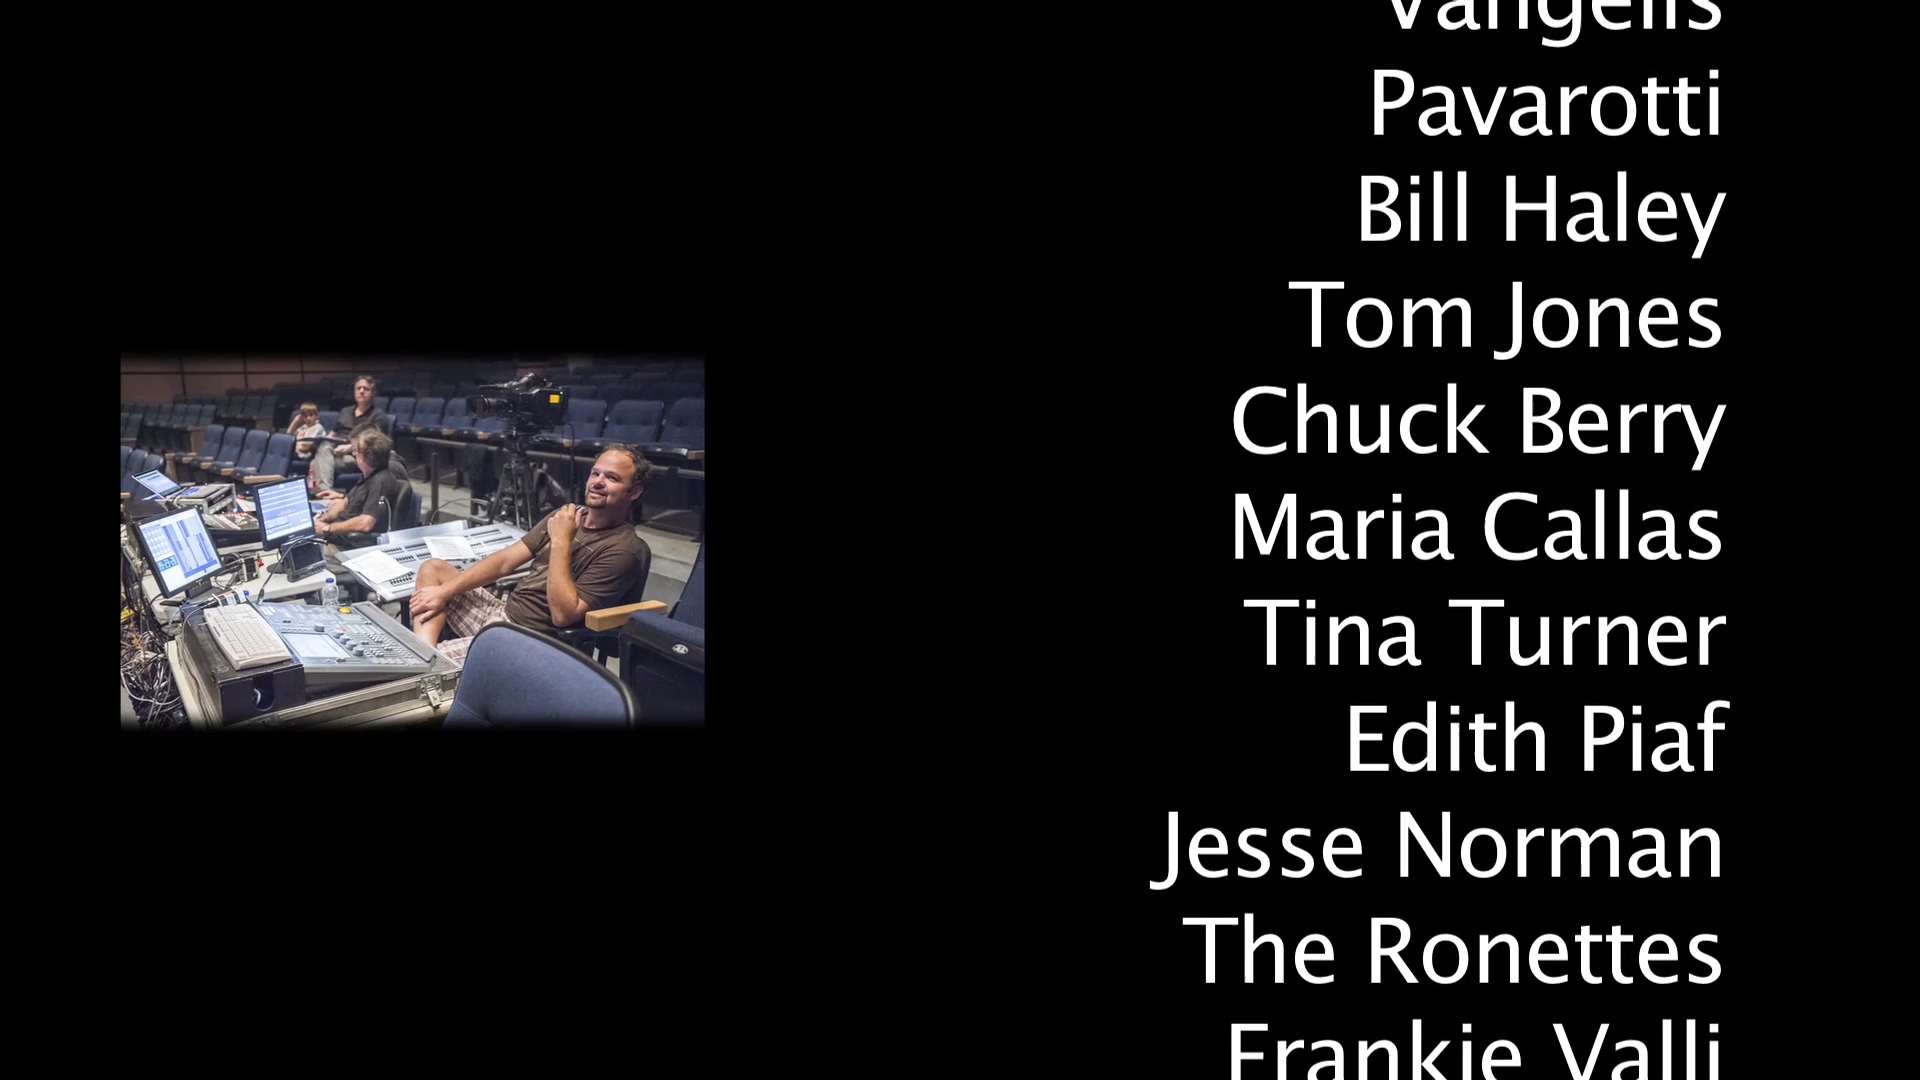 Vangelis
Pavarotti
Bill Haley
Tom Jones
Chuck Berry
Maria Callas
Tina Turner
Edith Piaf
Jesse Norman
The Ronettes
Frankie Valli